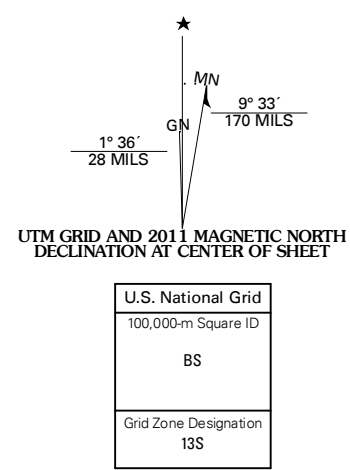 ★
MN
GN
9° 33´
170 MILS
1° 36´
28 MILS
UTM GRID AND 2011 MAGNETIC NORTH
DECLINATION AT CENTER OF SHEET
U.S. National Grid
100,000-m Square ID
BS
Grid Zone Designation
13S